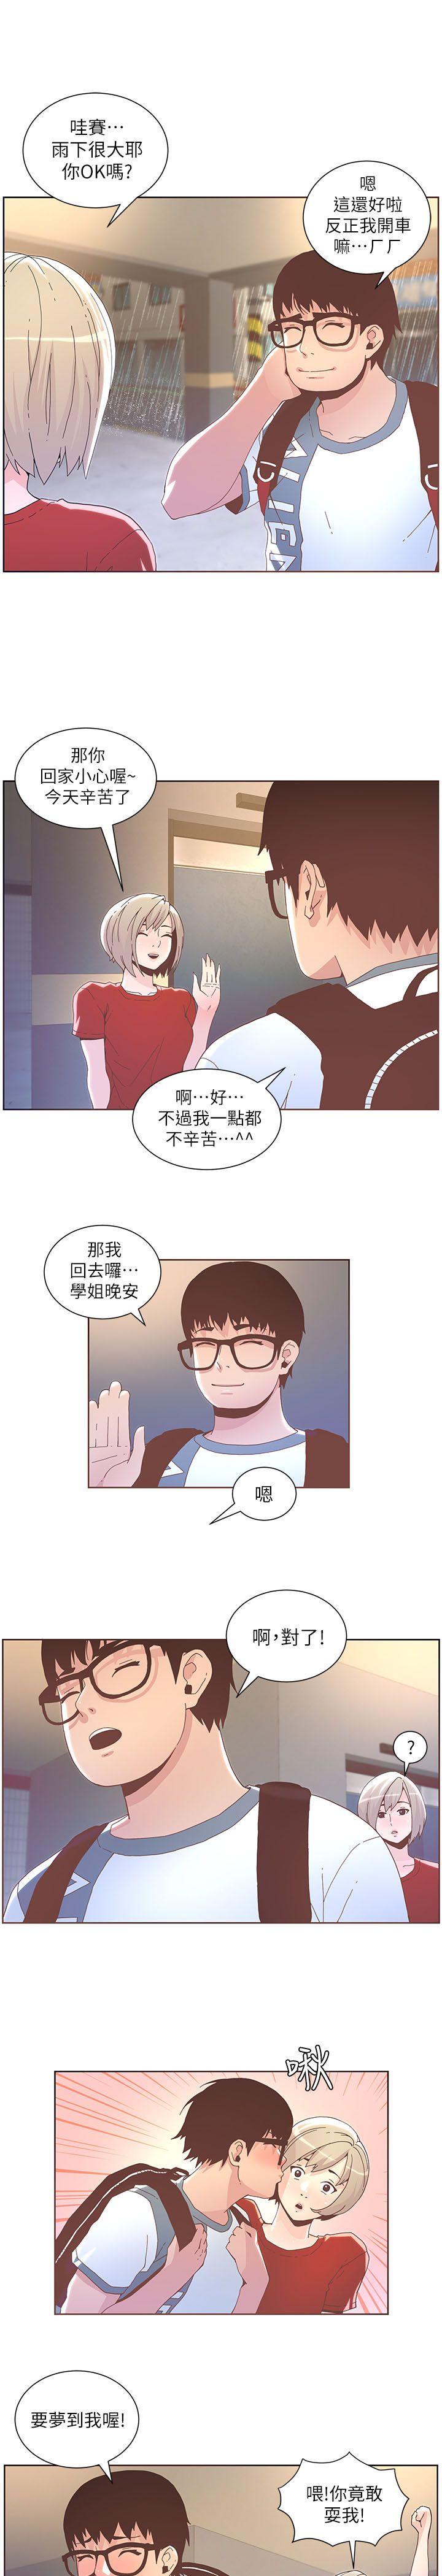 哇賽…
雨下很大耶
你OK嗎?
嗯
這還好啦
反正我開車
嘛…ㄏㄏ
那你
回家小心喔~
今天辛苦了
啊…好…
不過我一點都
不辛苦…^^
那我
回去囉…
學姐晚安
嗯
啊,對了!
?
啾
要夢到我喔!
喂!你竟敢
耍我!